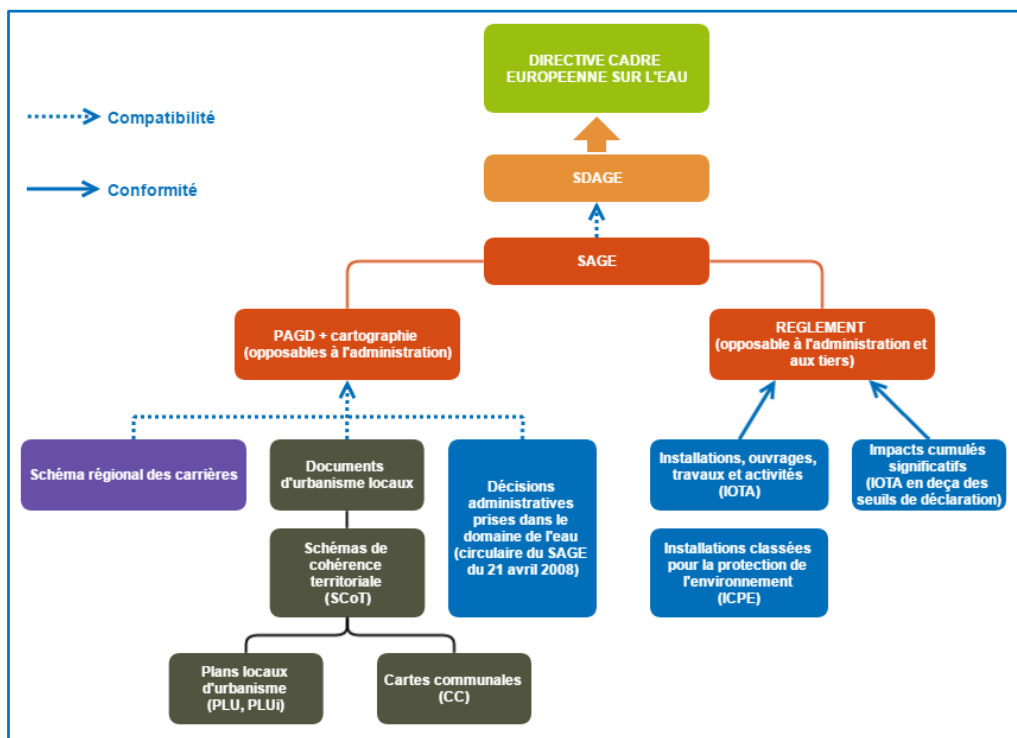 DIRECTIVE CADRE
EUROPEENNE SUR L'EAU
Compatibilité
Conformité
SDAGE
SAGE
PAGD + cartographie
(opposables à l'administration)
REGLEMENT
(opposable à l'administration et
aux tiers)
Schéma régional des carrières
Documents
d'urbanisme locaux
Décisions
administratives
prises dans le
domaine de l'eau
(circulaire du SAGE
du 21 avril 2008)
Installations, ouvrages,
travaux et activités
(IOTA)
Impacts cumulés
significatifs
(IOTA en deça des
seuils de déclaration)
Schémas de
cohérence
territoriale
(SCoT)
Installations classées
pour la protection de
l'environnement
(ICPE)
Plans locaux
d'urbanisme
(PLU, PLUi)
Cartes communales
(CC)